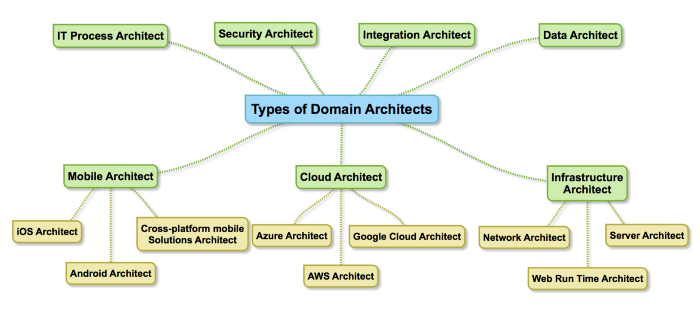 IT Process Architect
Security Architect
Integration Architect
Data Architect
Types of Domain Architects
Mobile Architect
Cloud Architect
Infrastructure
Architect
iOS Architect
Cross-platform mobile
Solutions Architect
Azure Architect
Google Cloud Architect
Network Architect
Server Architect
Android Architect
AWS Architect
Web Run Time Architect